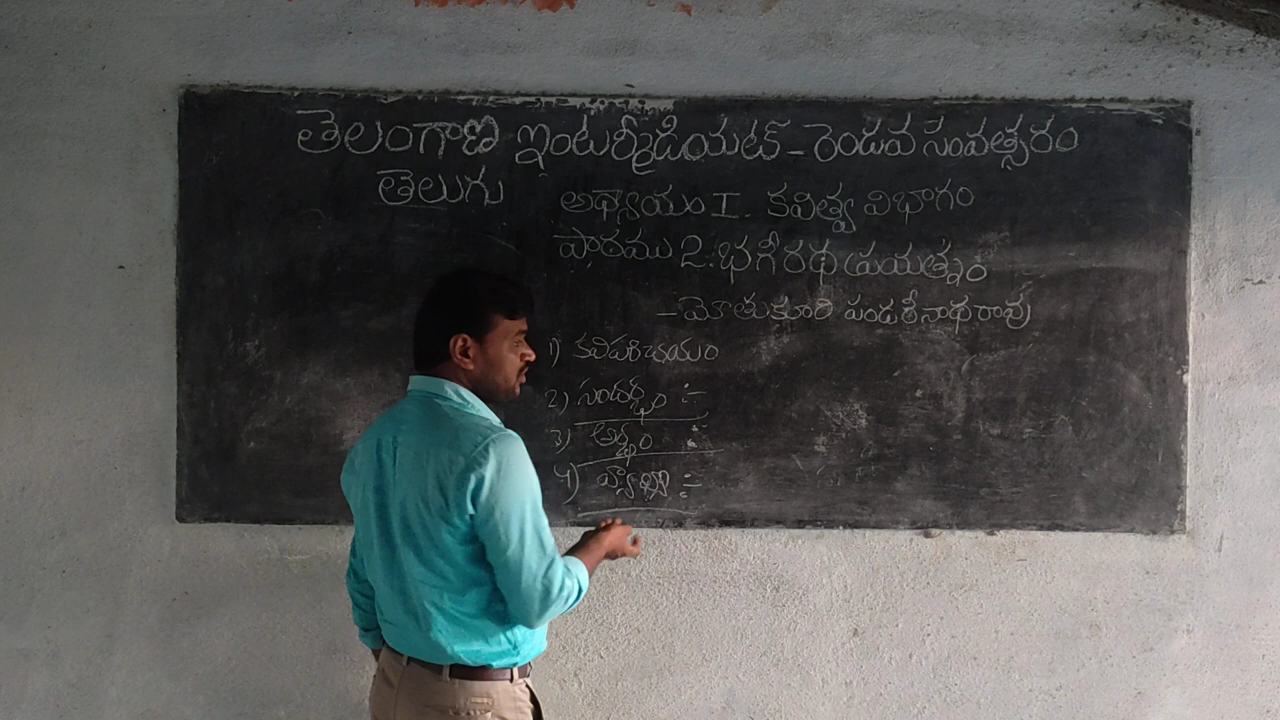 తెలంగాణ ఇంటర్మీడియట్ - రెండవ సంవత్సరం
తెలుగు
అధ్యాయం I. కవిత్వ విభాగం
పాఠము 2: భగీరథ ప్రయత్నం
- మోతుకూరి పండరీనాథరావు
1) కవిపరిచయం
2) సందర్భం :-
3) అర్థం :-
4) వ్యాఖ్య :-